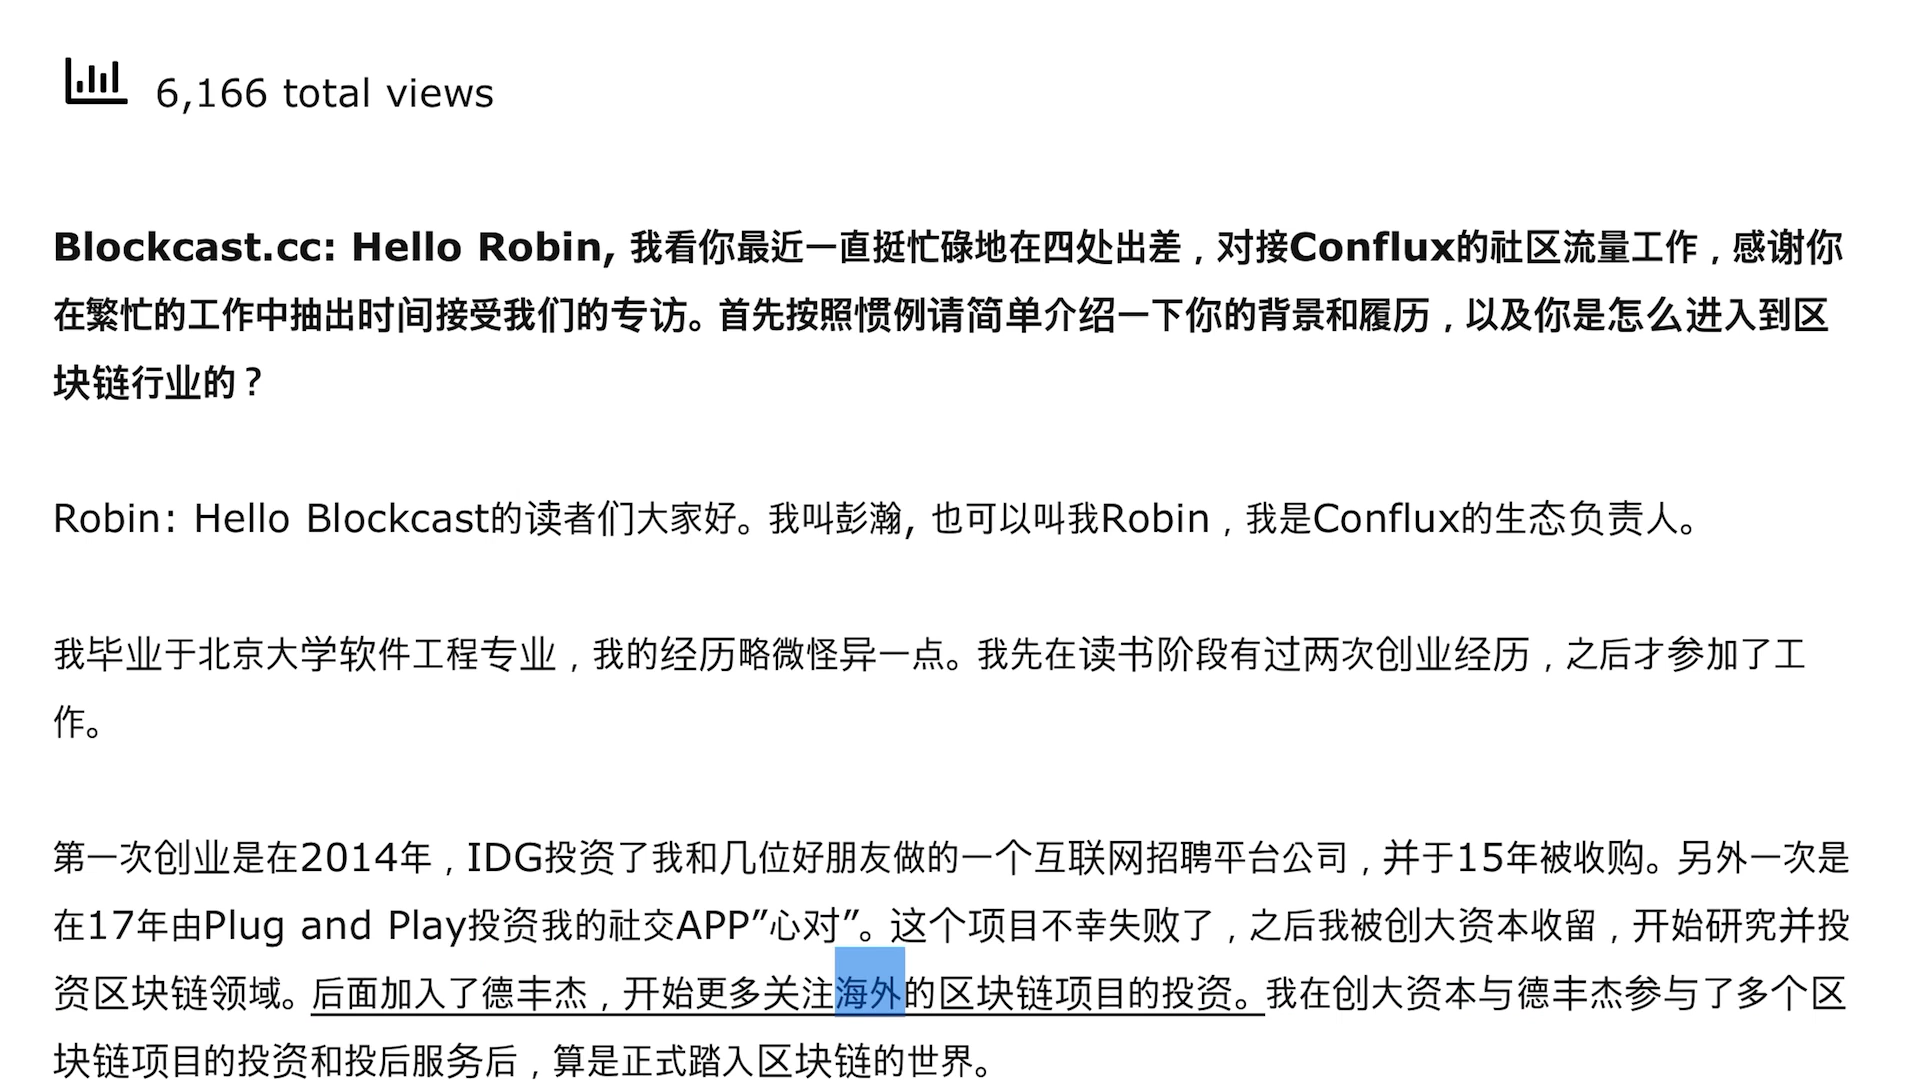 6,166 total views
Blockcast.cc: Hello Robin, 我看你最近一直挺忙碌地在四处出差，对接Conflux的社区流量工作，感谢你
在繁忙的工作中抽出时间接受我们的专访。首先按照惯例请简单介绍一下你的背景和履历，以及你是怎么进入到区
块链行业的？
Robin: Hello Blockcast的读者们大家好。我叫彭瀚, 也可以叫我Robin，我是Conflux的生态负责人。
我毕业于北京大学软件工程专业，我的经历略微怪异一点。我先在读书阶段有过两次创业经历，之后才参加了工
作。
第一次创业是在2014年，IDG投资了我和几位好朋友做的一个互联网招聘平台公司，并于15年被收购。另外一次是
在17年由Plug and Play投资我的社交APP”心对”。这个项目不幸失败了，之后我被创大资本收留，开始研究并投
资区块链领域。后面加入了德丰杰，开始更多关注海外的区块链项目的投资。我在创大资本与德丰杰参与了多个区
块链项目的投资和投后服务后，算是正式踏入区块链的世界。